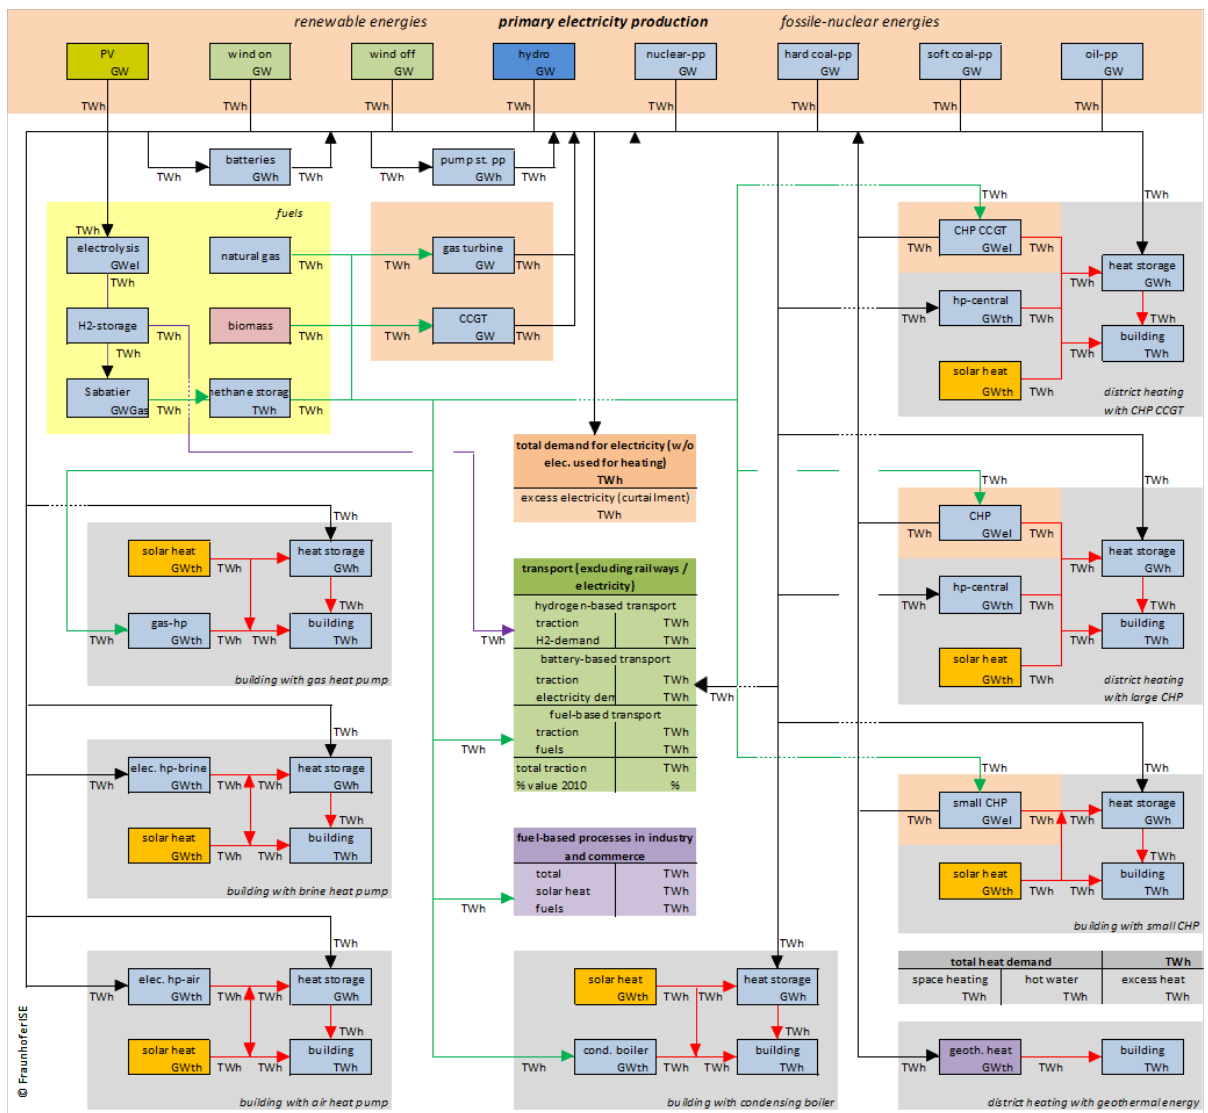 renewable energies primary electricity production fossile-nuclear energies
PV wind on wind off hydro nuclear-pp hard coal-pp soft coal-pp oil-pp
GW GW GW GW GW GW GW GW
TWh TWh TWh TWh TWh TWh TWh TWh
batteries
GWh
TWh TWh
pump st. pp
GWh
TWh TWh
fuels
TWh
electrolysis
GWel
TWh
natural gas
TWh
H2-storage
TWh
TWh
biomass
TWh
Sabatier
GWGas
TWh
nethane storag
TWh
TWh
gas turbine
GW
TWh
TWh
CCGT
GW
TWh
TWh
TWh
CHP CCGT
GWel
TWh TWh
TWh
heat storage
GWh
TWh
hp-central
GWth
TWh TWh
TWh
building
TWh
TWh
solar heat
GWth
TWh
district heating
with CHP CCGT
total demand for electricity (w/o
elec. used for heating)
TWh
excess electricity (curtailment)
TWh
TWh
CHP
GWel
TWh TWh
TWh
heat storage
GWh
TWh
hp-central
GWth
TWh TWh
TWh
building
TWh
TWh
solar heat
GWth
TWh
district heating
with large CHP
TWh
solar heat
GWth
TWh
heat storage
GWh
TWh
gas-hp
GWth
TWh
TWh TWh
building
TWh
building with gas heat pump
transport (excluding railways /
electricity)
hydrogen-based transport
traction TWh
H2-demand TWh
TWh
battery-based transport
traction TWh
electricity den TWh
TWh
fuel-based transport
traction TWh
fuels TWh
TWh
total traction TWh
% value 2010 %
TWh
elec. hp-brine
GWth
TWh
TWh TWh
heat storage
GWh
TWh
solar heat
GWth
TWh TWh
building
TWh
building with brine heat pump
fuel-based processes in industry
and commerce
total TWh
solar heat TWh
fuels TWh
TWh
TWh
small CHP
GWel
TWh TWh
TWh
TWh
heat storage
GWh
TWh
solar heat
GWth
TWh TWh
building
TWh
building with small CHP
TWh
elec. hp-air
GWth
TWh
TWh TWh
heat storage
GWh
TWh
solar heat
GWth
TWh TWh
building
TWh
building with air heat pump
TWh
solar heat
GWth
TWh TWh
heat storage
GWh
TWh
cond. boiler
GWth
TWh
TWh TWh
building
TWh
building with condensing boiler
total heat demand TWh
space heating hot water excess heat
TWh TWh TWh
geoth. heat
GWth
TWh
TWh
building
TWh
district heating with geothermal energy
© FraunhoferISE